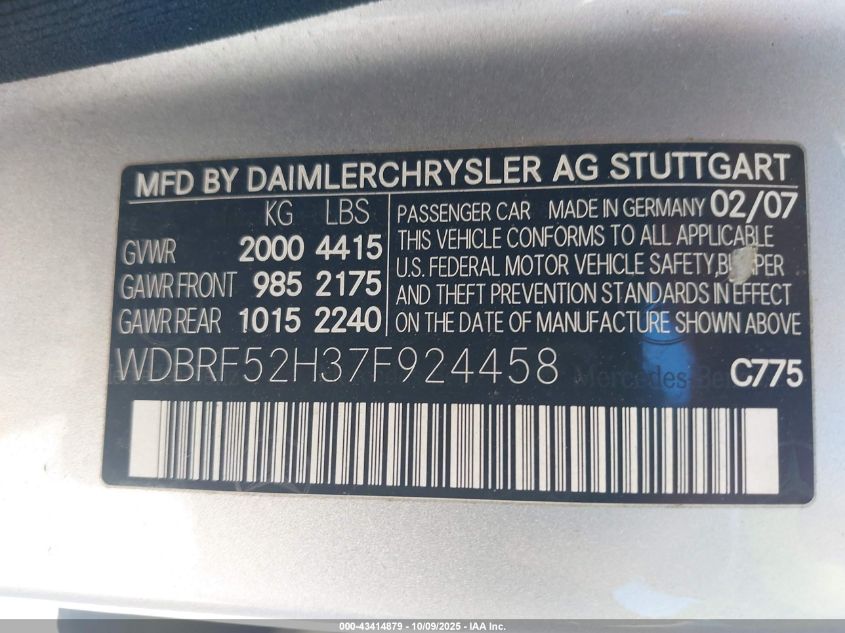 MFD BY DAIMLERCHRYSLER AG STUTTGART
KG LBS
GVWR 2000 4415
GAWR FRONT 985 2175
GAWR REAR 1015 2240
PASSENGER CAR MADE IN GERMANY 02/07
THIS VEHICLE CONFORMS TO ALL APPLICABLE
U.S. FEDERAL MOTOR VEHICLE SAFETY,
AND THEFT PREVENTION STANDARDS IN EFFECT
ON THE DATE OF MANUFACTURE SHOWN ABOVE
WDBRF52H37F924458 Mercedes-Benz C775
000-43414879 | 10/09/2025 - IAA Inc.